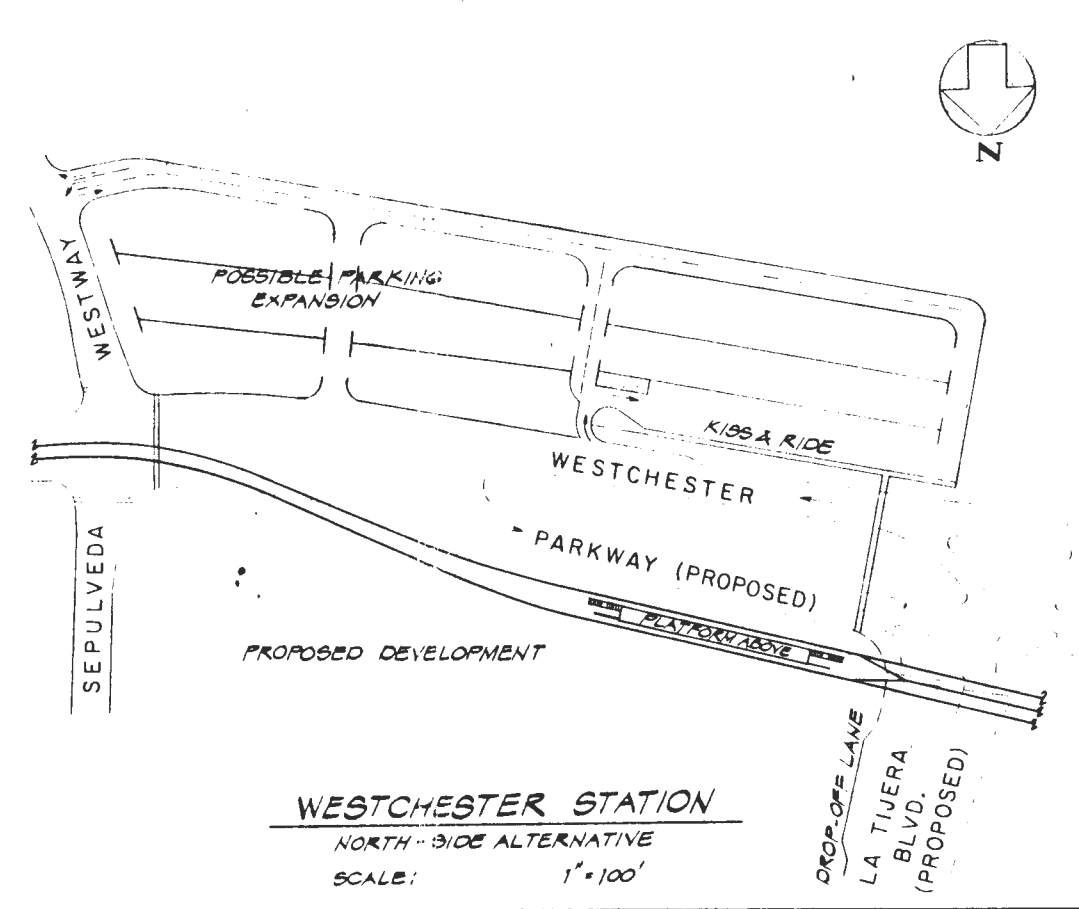 N
WESTWAY
POSSIBLE PARKING
EXPANSION
KISS & RIDE
WESTCHESTER
PARKWAY (PROPOSED)
PLATFORM ABOVE
SEPULVEDA
PROPOSED DEVELOPMENT
DROP-OFF LANE
LA TIJERA
BLVD.
(PROPOSED)
WESTCHESTER STATION
NORTH-SIDE ALTERNATIVE
SCALE: 1"=100'